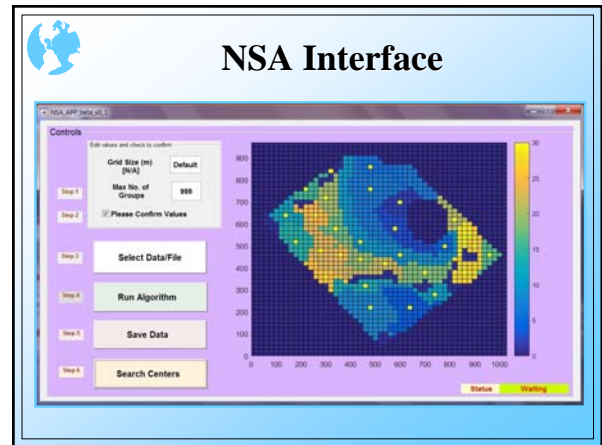 NSA Interface
NSA_APP_beta_v0_1
Controls
Edit values and check to confirm
Grid Size (m)
[N/A]
Default
Max No. of
Groups
999
Please Confirm Values
Step 1
Step 2
Step 3
Select Data/File
Step 4
Run Algorithm
Step 5
Save Data
Step 6
Search Centers
900
800
700
600
500
400
300
200
100
0
0 100 200 300 400 500 600 700 800 900 1000
30
25
20
15
10
5
0
Status Waiting